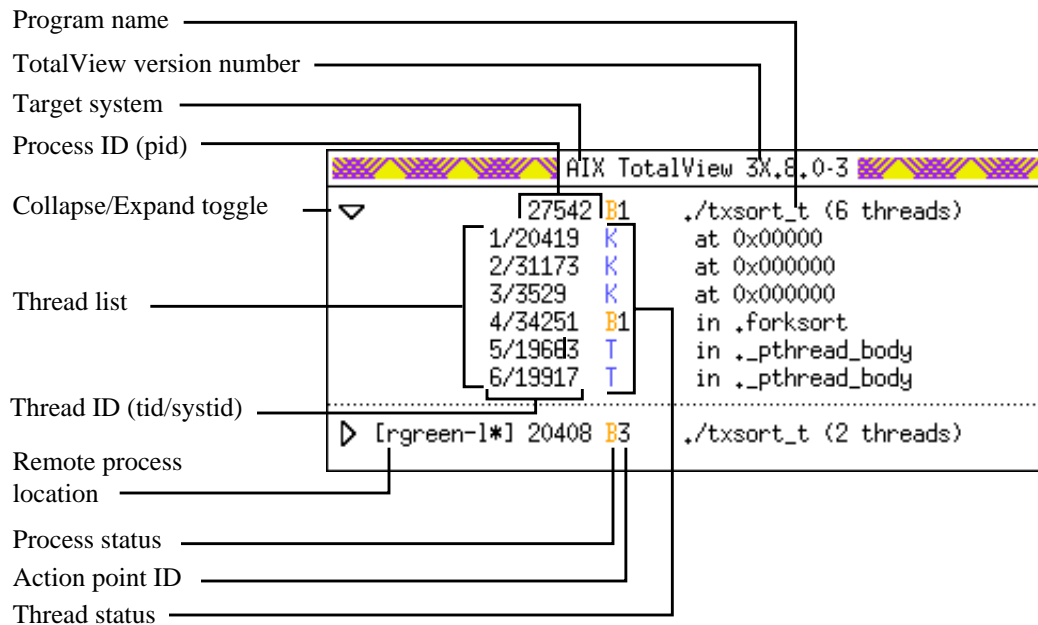 Program name
TotalView version number
Target system
Process ID (pid)
AIX TotalView 3X.8.0-3
Collapse/Expand toggle
27542 B1 ./txsort_t (6 threads)
1/20419 K at 0x00000
2/31173 K at 0x000000
Thread list
3/3529 K at 0x000000
4/34251 B1 in .forksort
5/19663 T in ._pthread_body
6/19917 T in ._pthread_body
Thread ID (tid/systid)
[rgreen-l*] 20408 B3 ./txsort_t (2 threads)
Remote process
location
Process status
Action point ID
Thread status